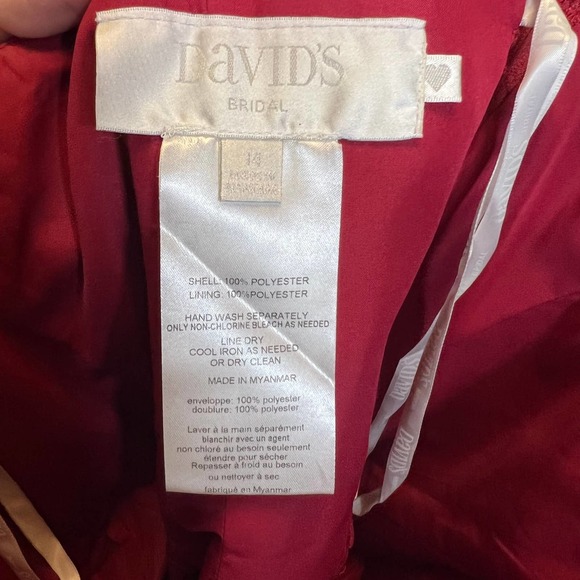 DaVID'S
BRIDAL
14
SHELL: 100% POLYESTER
LINING: 100% POLYESTER
HAND WASH SEPARATELY
ONLY NON-CHLORINE BLEACH AS NEEDED
LINE DRY
COOL IRON AS NEEDED
OR DRY CLEAN
MADE IN MYANMAR
enveloppe: 100% polyester
doublure: 100% polyester
Laver à la main séparément
blanchir avec un agent
non chloré au besoin seulement
étendre pour sécher
Repasser à froid au besoin
ou nettoyer à sec
fabriqué en Myanmar